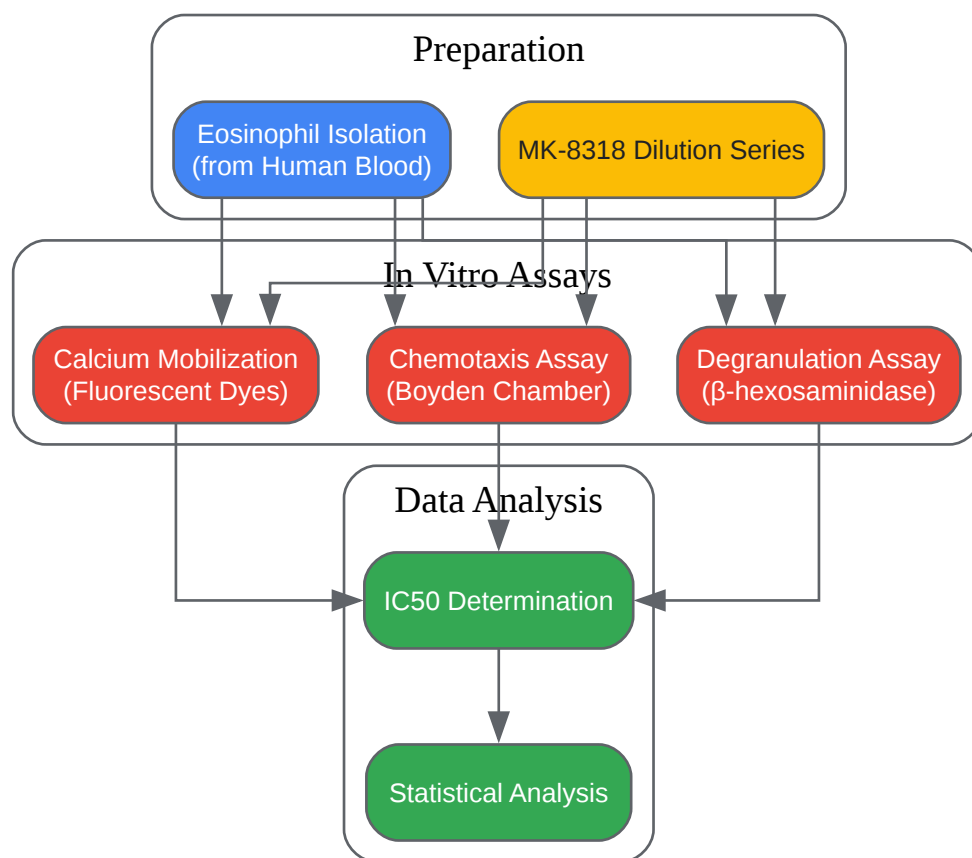 Preparation
Eosinophil Isolation
(from Human Blood)
MK-8318 Dilution Series
In Vitro Assays
Calcium Mobilization
(Fluorescent Dyes)
Chemotaxis Assay
(Boyden Chamber)
Degranulation Assay
(β-hexosaminidase)
Data Analysis
IC50 Determination
Statistical Analysis